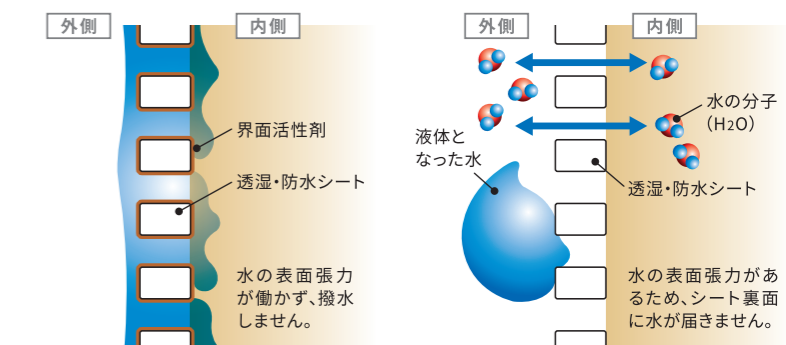 外側
内側
界面活性剤
透湿・防水シート
水の表面張力
が働かず、撥水
しません。
外側
内側
水の分子
（H2O）
液体と
なった水
透湿・防水シート
水の表面張力があ
るため、シート裏面
に水が届きません。